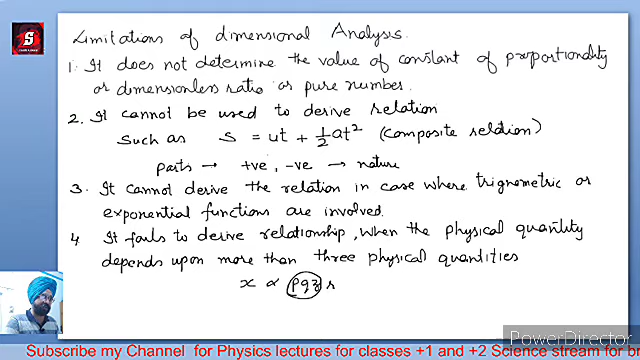 Limitations of dimensional Analysis.
1. It does not determine the value of constant of proportionality
or dimensionless ratio or pure number.
2. It cannot be used to derive relation
Such as S = ut + 1/2 at² (Composite relation)
parts → +ve, -ve → nature
3. It cannot derive the relation in case where trignometric or
exponential functions are involved.
4. It fails to derive relationship, when the physical quantity
depends upon more than three physical quantities.
x ∝ pqz r
PowerDirector
Subscribe my Channel for Physics lectures for classes +1 and +2 Science stream for br